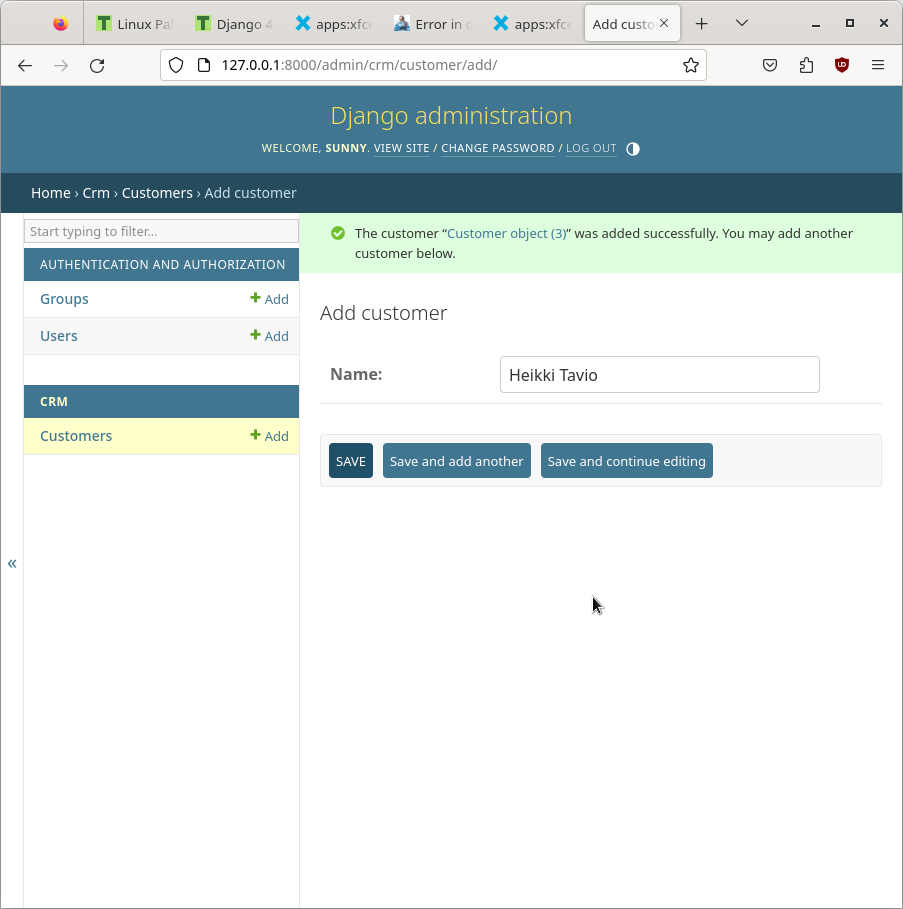 Linux Pa
Django 4
apps:xfce
Error in
apps:xfce
Add custo
127.0.0.1:8000/admin/crm/customer/add/
Django administration
WELCOME, SUNNY. VIEW SITE / CHANGE PASSWORD / LOG OUT
Home › Crm › Customers › Add customer
Start typing to filter...
The customer “Customer object (3)” was added successfully. You may add another
customer below.
AUTHENTICATION AND AUTHORIZATION
Groups
Add
Users
Add
CRM
Customers
Add
«
Add customer
Name:
Heikki Tavio
SAVE
Save and add another
Save and continue editing